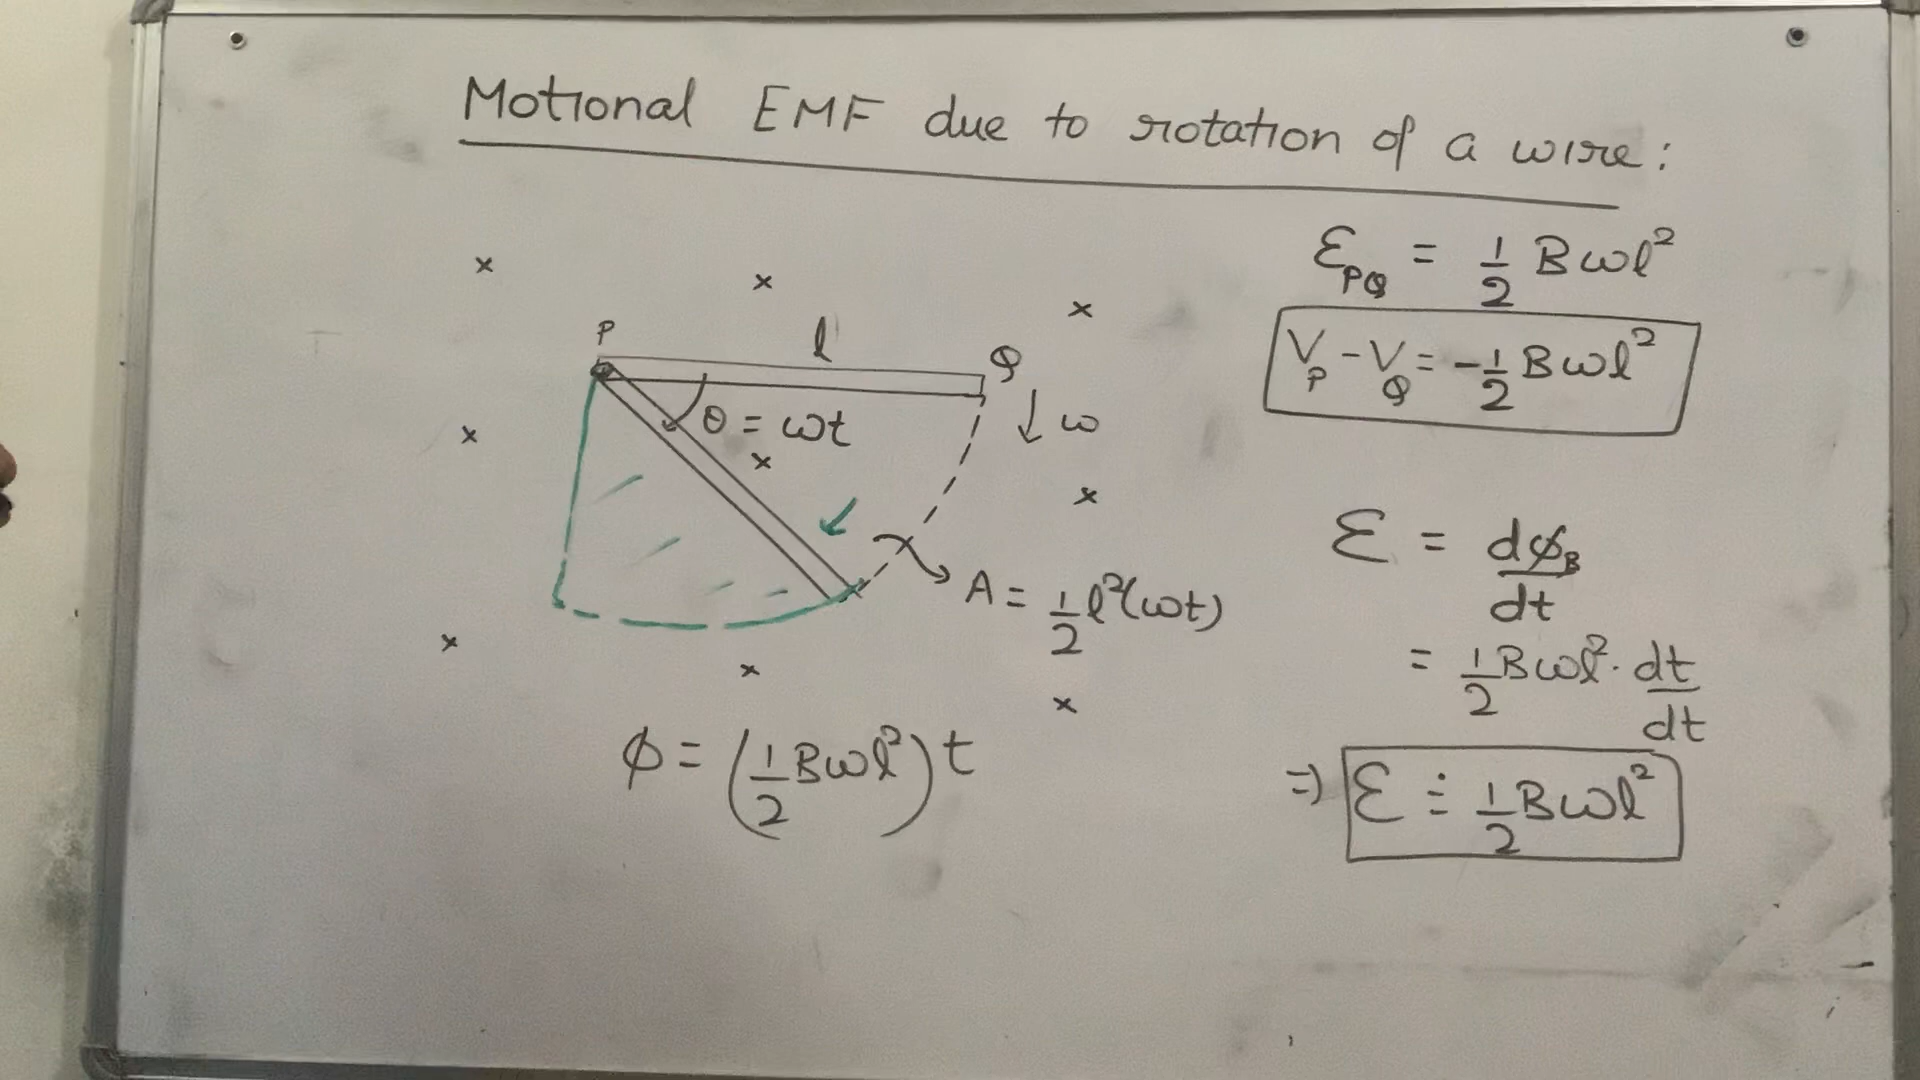 Motional EMF due to rotation of a wire:
ε_PQ = 1/2 Bωl²
V_P - V_Q = -1/2 Bωl²
P
l
Q
θ = ωt
↓ ω
A = 1/2 l²(ωt)
ε = dϕ_B/dt
= 1/2 Bωl² · dt/dt
ϕ = (1/2 Bωl²) t
⇒ ε = 1/2 Bωl²